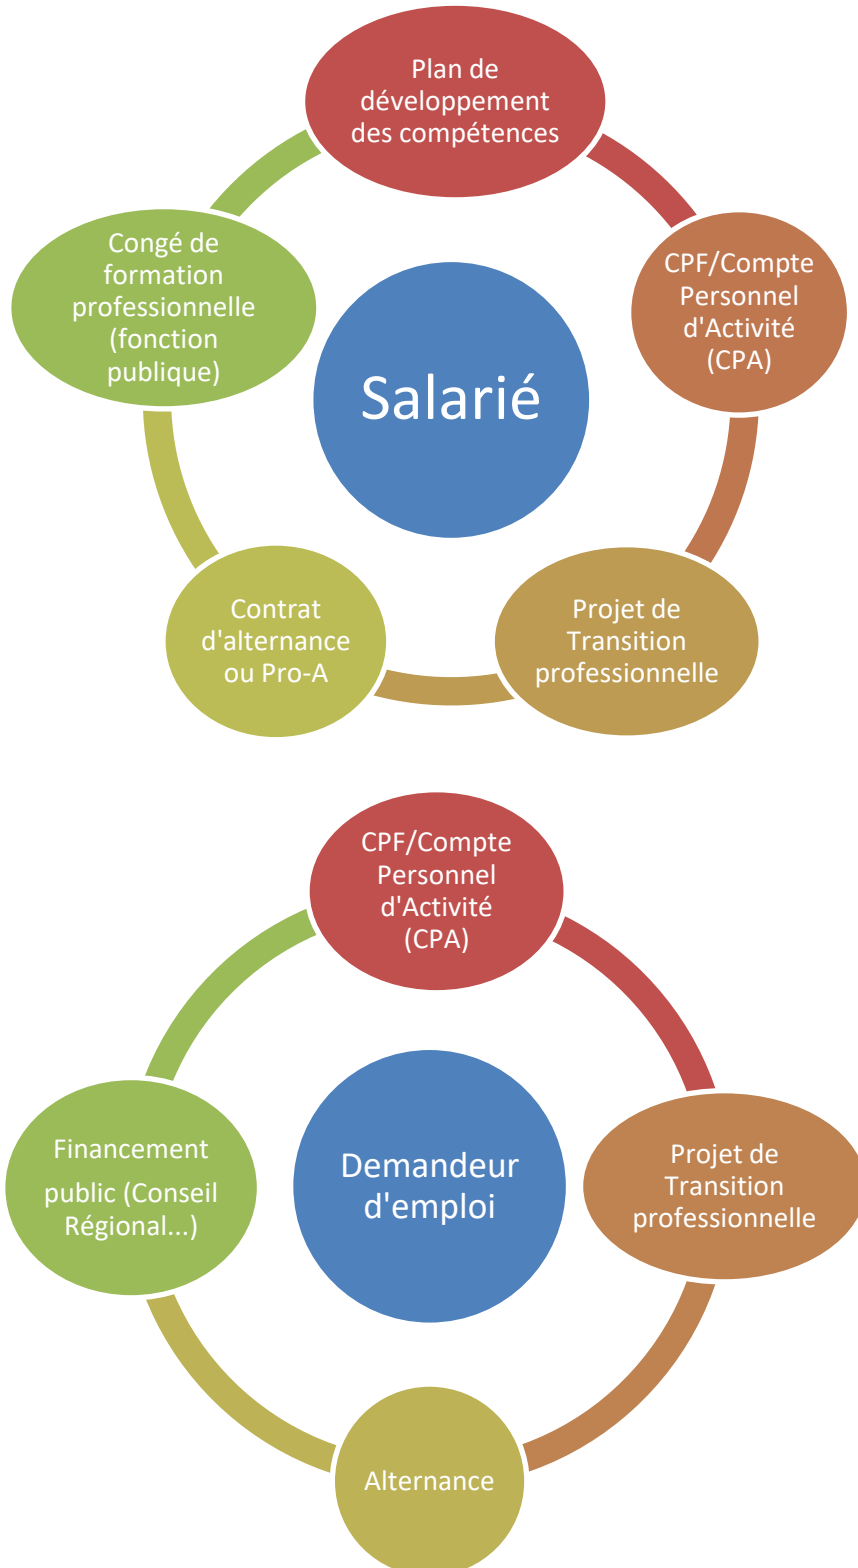 Plan de
développement
des compétences
CPF/Compte
Personnel
d'Activité
(CPA)
Projet de
Transition
professionnelle
Contrat
d'alternance
ou Pro-A
Congé de
formation
professionnelle
(fonction
publique)
Salarié
CPF/Compte
Personnel
d'Activité
(CPA)
Projet de
Transition
professionnelle
Alternance
Financement
public (Conseil
Régional...)
Demandeur
d'emploi